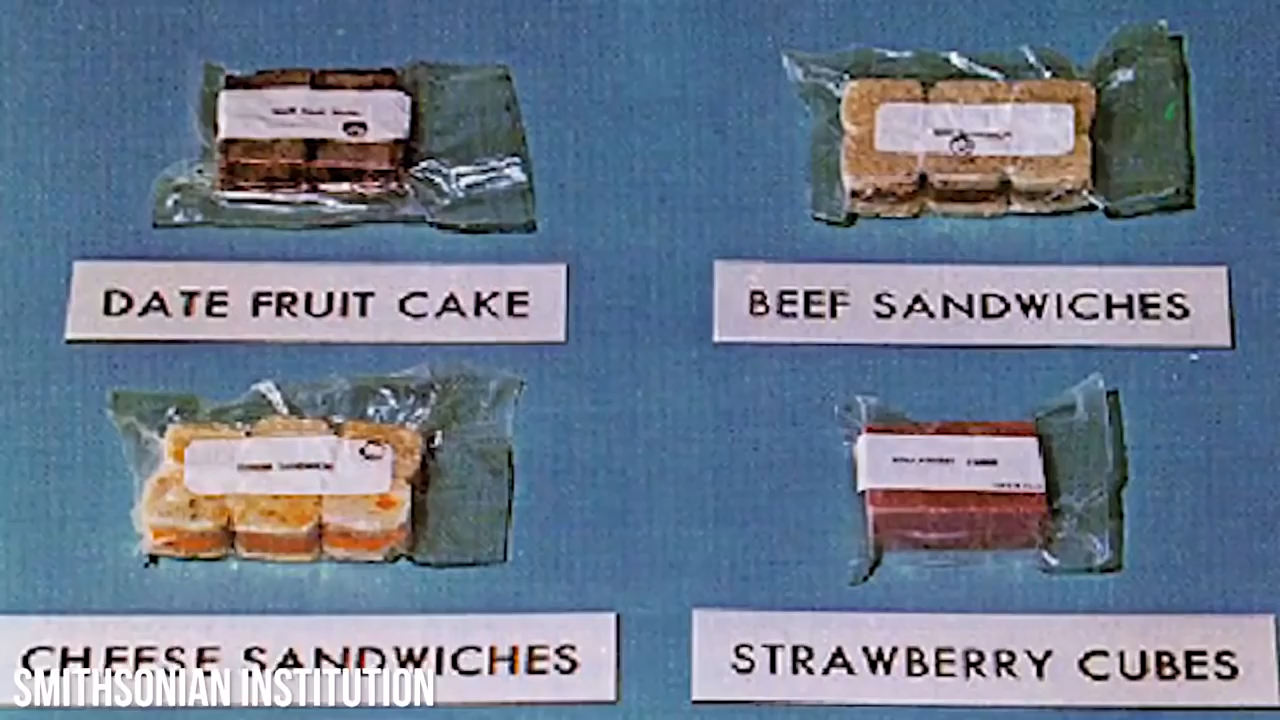 DATE FRUIT CAKE
BEEF SANDWICHES
CHEESE SANDWICHES
STRAWBERRY CUBES
SMITHSONIAN INSTITUTION